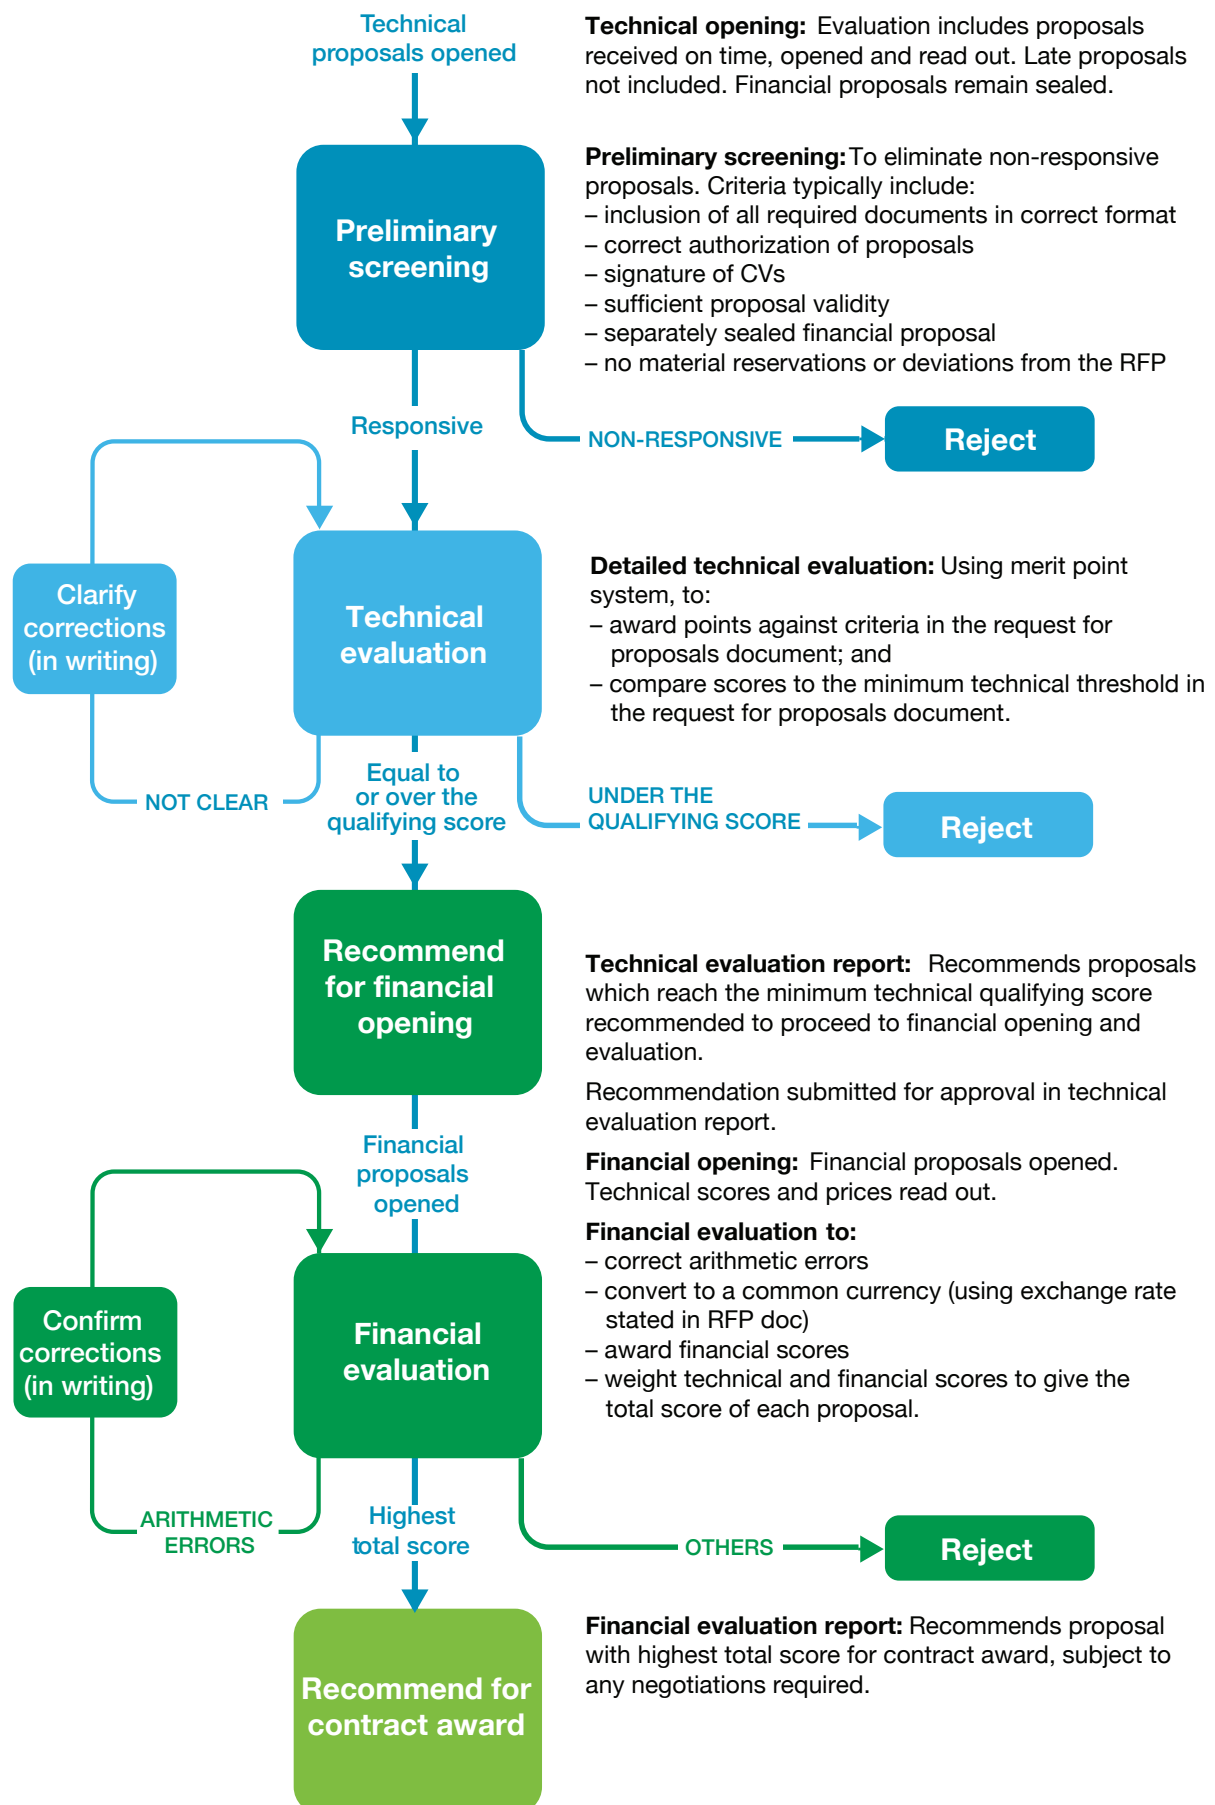 Technical
proposals opened
Technical opening: Evaluation includes proposals
received on time, opened and read out. Late proposals
not included. Financial proposals remain sealed.
Preliminary
screening
Preliminary screening: To eliminate non-responsive
proposals. Criteria typically include:
– inclusion of all required documents in correct format
– correct authorization of proposals
– signature of CVs
– sufficient proposal validity
– separately sealed financial proposal
– no material reservations or deviations from the RFP
Responsive
NON-RESPONSIVE
Reject
Clarify
corrections
(in writing)
Technical
evaluation
Detailed technical evaluation: Using merit point
system, to:
– award points against criteria in the request for
proposals document; and
– compare scores to the minimum technical threshold in
the request for proposals document.
NOT CLEAR
Equal to
or over the
qualifying score
UNDER THE
QUALIFYING SCORE
Reject
Recommend
for financial
opening
Technical evaluation report: Recommends proposals
which reach the minimum technical qualifying score
recommended to proceed to financial opening and
evaluation.
Recommendation submitted for approval in technical
evaluation report.
Financial
proposals
opened
Financial opening: Financial proposals opened.
Technical scores and prices read out.
Confirm
corrections
(in writing)
Financial
evaluation
Financial evaluation to:
– correct arithmetic errors
– convert to a common currency (using exchange rate
stated in RFP doc)
– award financial scores
– weight technical and financial scores to give the
total score of each proposal.
ARITHMETIC
ERRORS
Highest
total score
OTHERS
Reject
Recommend for
contract award
Financial evaluation report: Recommends proposal
with highest total score for contract award, subject to
any negotiations required.